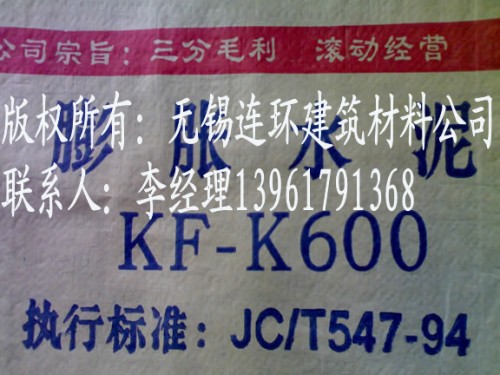 公司宗旨：三分毛利 滚动经营
版权所有：无锡连环建筑材料公司
膨胀水泥
联系人：李经理13961791368
KF-K600
执行标准：JC/T547-94